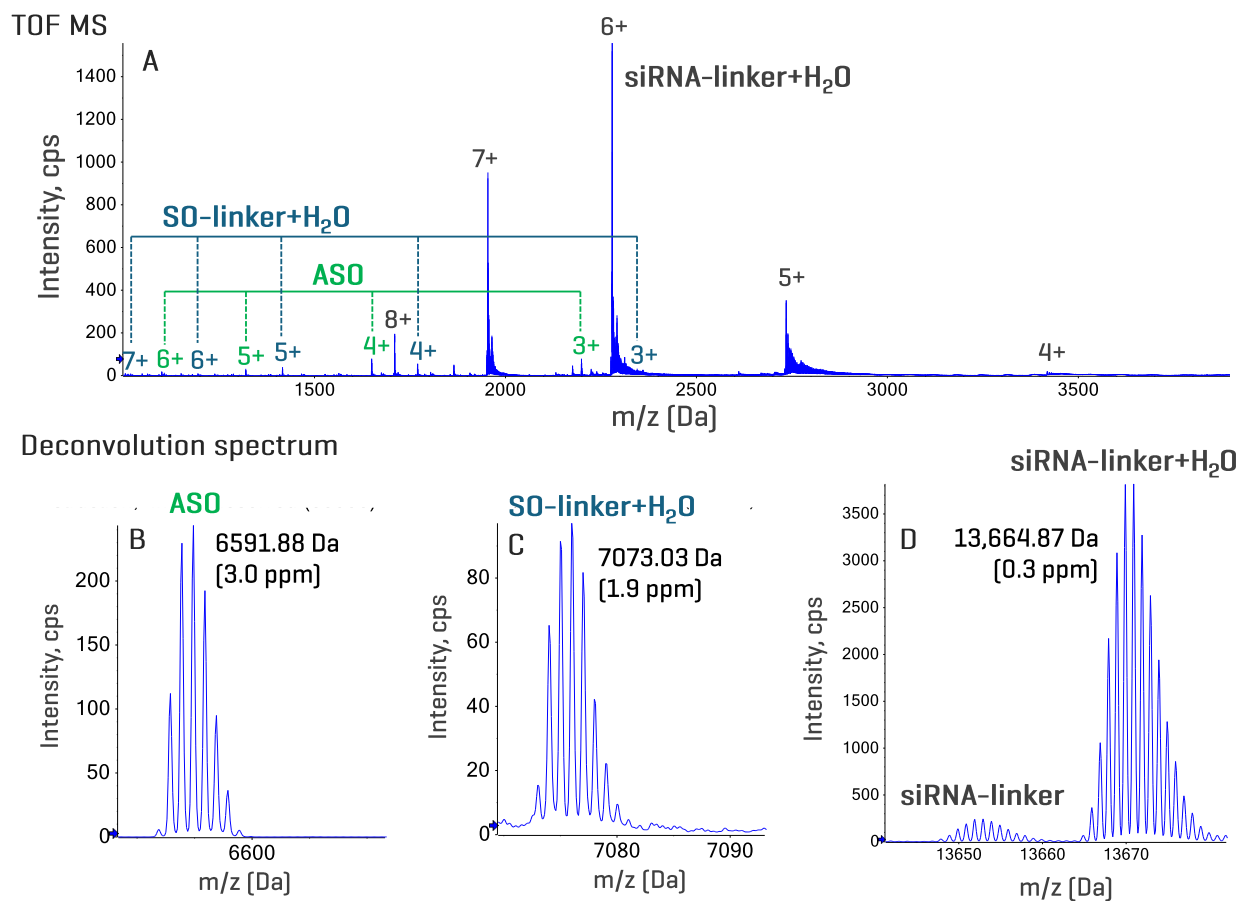 TOF MS
6+
A
siRNA-linker+H₂O
1400
1200
1000
800
600
400
200
0
Intensity, cps
7+
SO-linker+H₂O
ASO
8+
5+
4+
7+ 6+ 6+ 5+ 5+ 4+ 4+ 3+ 3+
1500 2000 2500 3000 3500
m/z (Da)
Deconvolution spectrum
ASO
B
6591.88 Da
(3.0 ppm)
200
150
100
50
0
Intensity, cps
6600
m/z (Da)
SO-linker+H₂O
C
7073.03 Da
(1.9 ppm)
80
60
40
20
0
Intensity, cps
7080 7090
m/z (Da)
siRNA-linker+H₂O
D
13,664.87 Da
(0.3 ppm)
3500
3000
2500
2000
1500
1000
500
0
Intensity, cps
siRNA-linker
13650 13660 13670
m/z (Da)